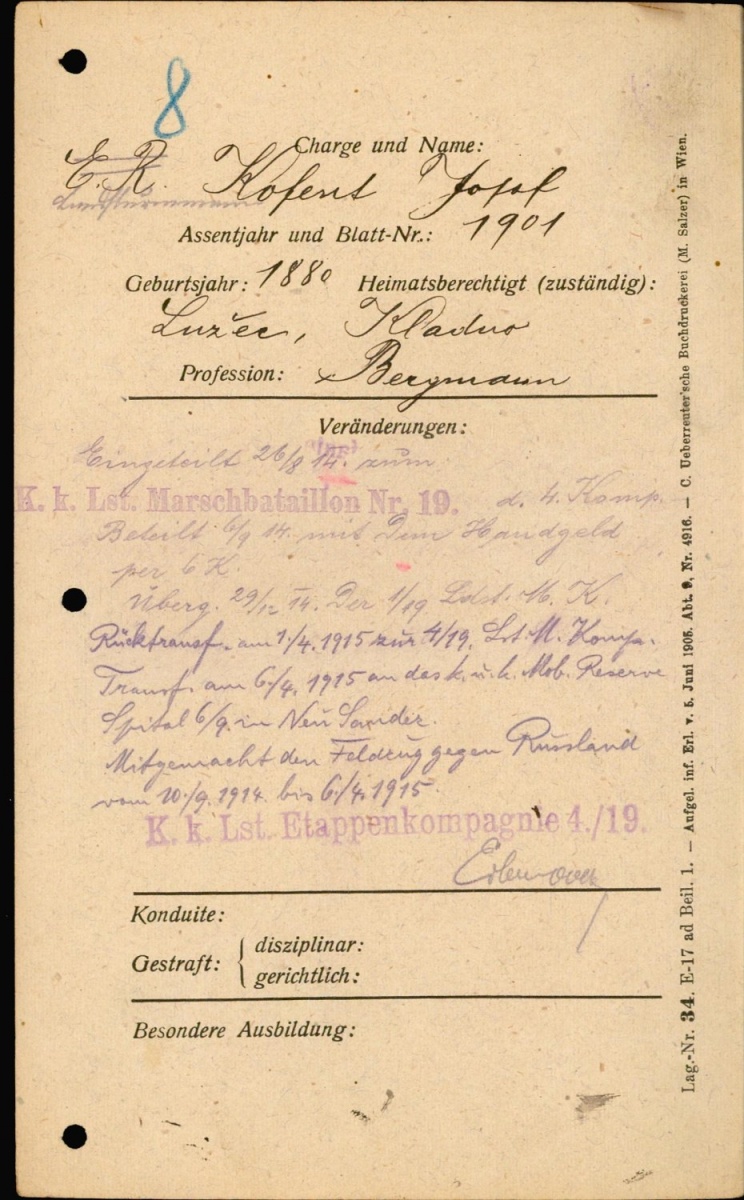 8
Charge und Name:
E. R. Kofent Josef
Landsturmmann
Assentjahr und Blatt-Nr.: 1901
Geburtsjahr: 1880 Heimatsberechtigt (zuständig):
Lužec, Kladno
Profession: Bergmann
Veränderungen:
Eingeteilt 26/8 14. zum
K. k. Lst. Marschbataillon Nr. 19. d. 4. Komp.
Beteilt 6/9 14. mit Dem Handgeld
per 6 K.
Überg. 29/12 14. Der 1/19 Ldst. M. K.
Rücktransf. am 1./4. 1915 zur 4/19. Lst. M. Komp.
Transf. am 6./4. 1915 an das k. u. k. Mob. Reserve
Spital 6/9. in Neu Sandez.
Mitgemacht den Feldzug gegen Russland
vom 10./9. 1914. bis 6./4. 1915.
K. k. Lst. Etappenkompagnie 4./19.
Konduite:
Gestraft: { disziplinar:
gerichtlich:
Besondere Ausbildung:
Lag.-Nr. 34. E-17 ad Beil. 1. — Aufgel. inf. Erl. v. 5. Juni 1905. Abt. 9, Nr. 4916. — C. Ueberreuter'sche Buchdruckerei (M. Salzer) in Wien.